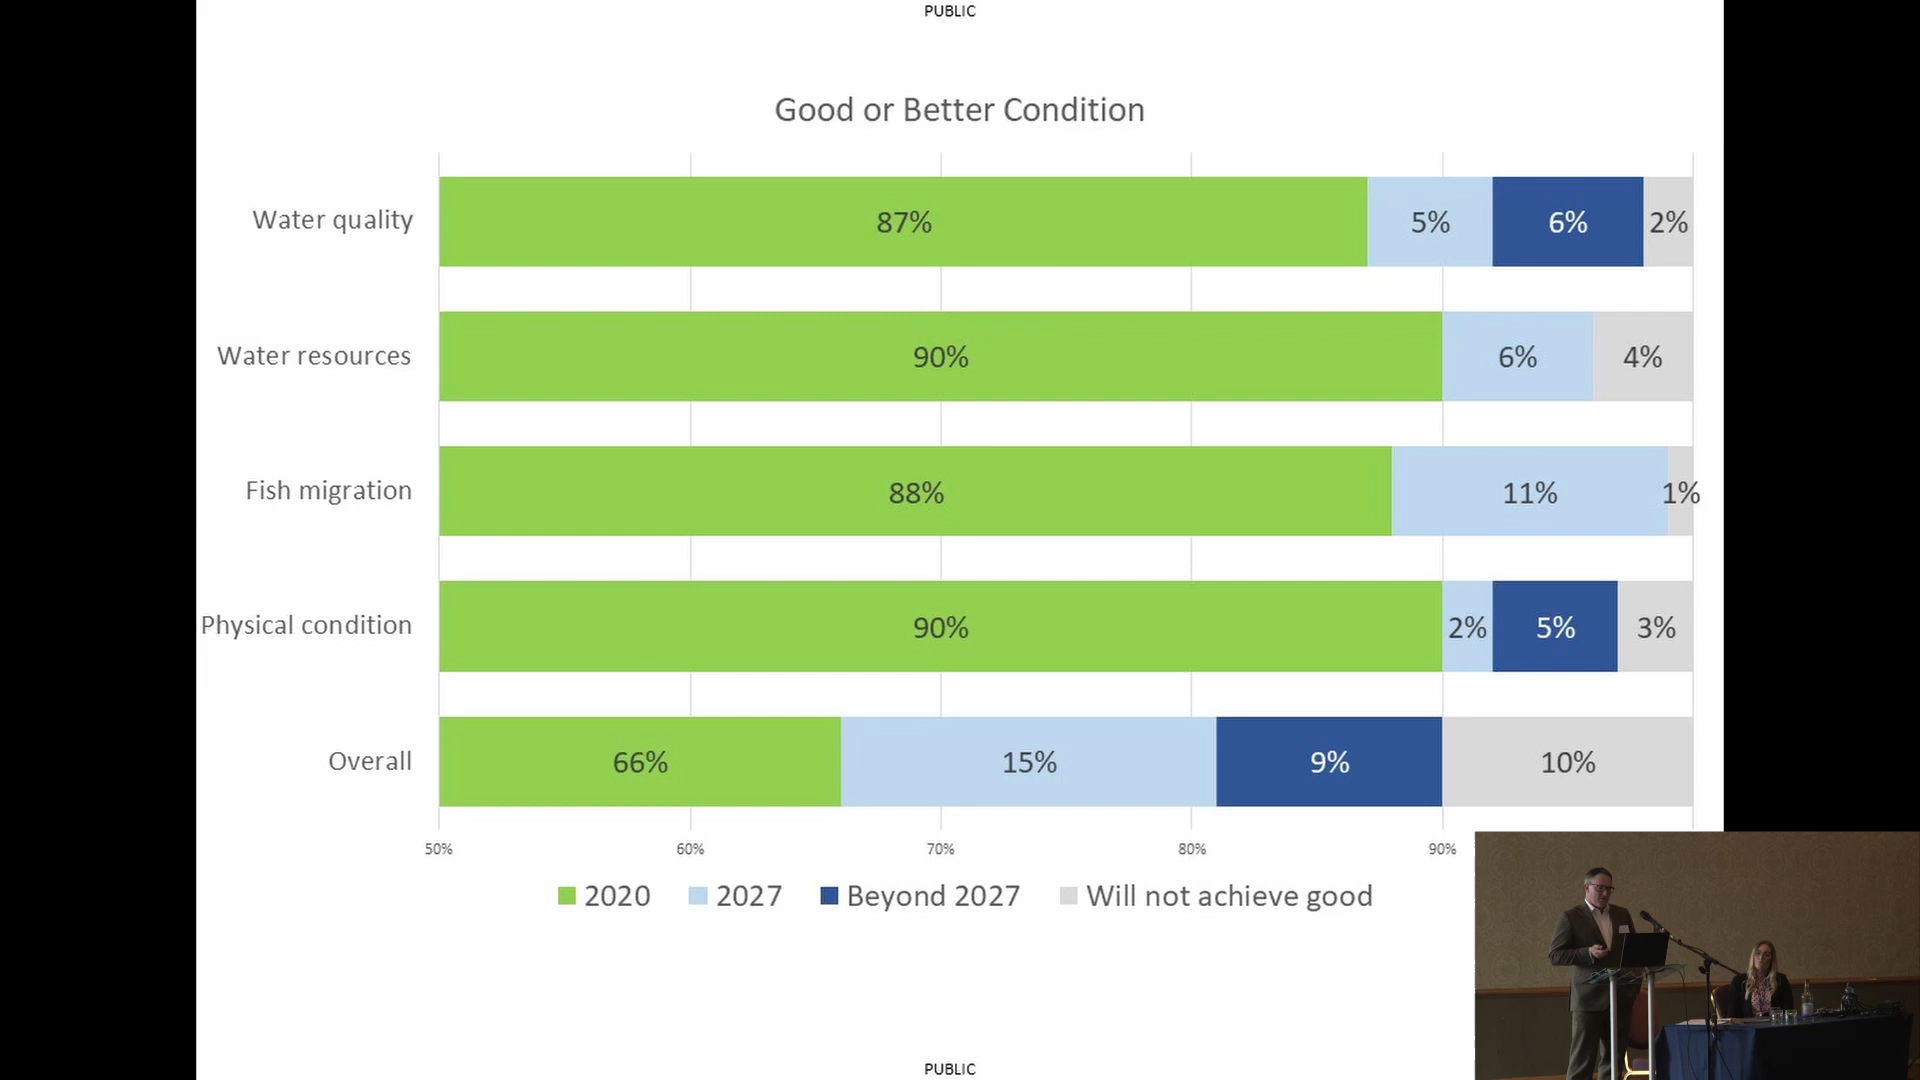 PUBLIC
Good or Better Condition
Water quality
87%
5%
6%
2%
Water resources
90%
6%
4%
Fish migration
88%
11%
1%
Physical condition
90%
2%
5%
3%
Overall
66%
15%
9%
10%
50%
60%
70%
80%
90%
2020
2027
Beyond 2027
Will not achieve good
PUBLIC